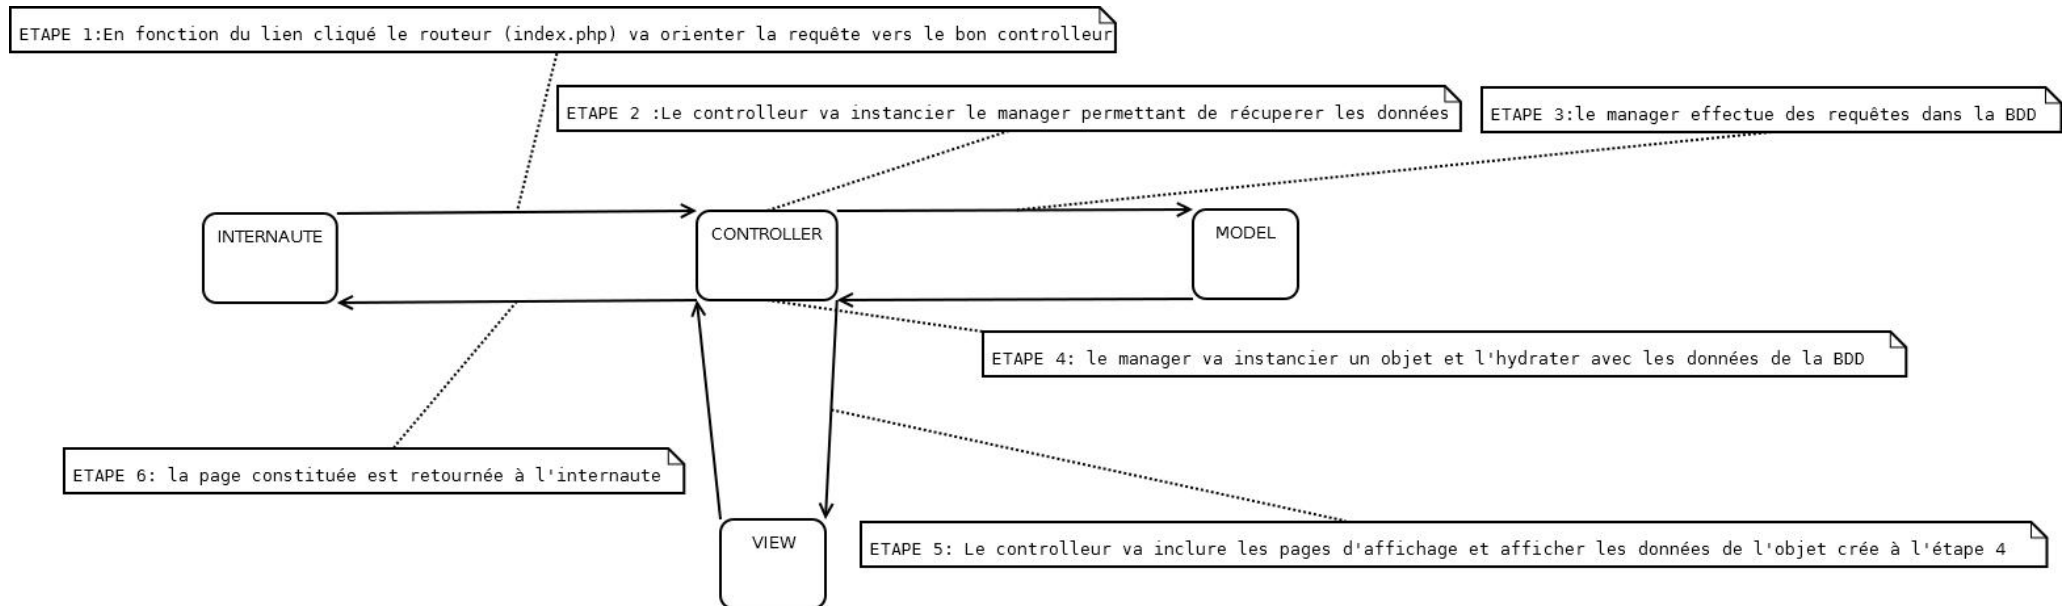 ETAPE 1:En fonction du lien cliqué le routeur (index.php) va orienter la requête vers le bon controlleur
ETAPE 2 :Le controlleur va instancier le manager permettant de récuperer les données
ETAPE 3:le manager effectue des requêtes dans la BDD
INTERNAUTE
CONTROLLER
MODEL
ETAPE 4: le manager va instancier un objet et l'hydrater avec les données de la BDD
ETAPE 6: la page constituée est retournée à l'internaute
VIEW
ETAPE 5: Le controlleur va inclure les pages d'affichage et afficher les données de l'objet crée à l'étape 4